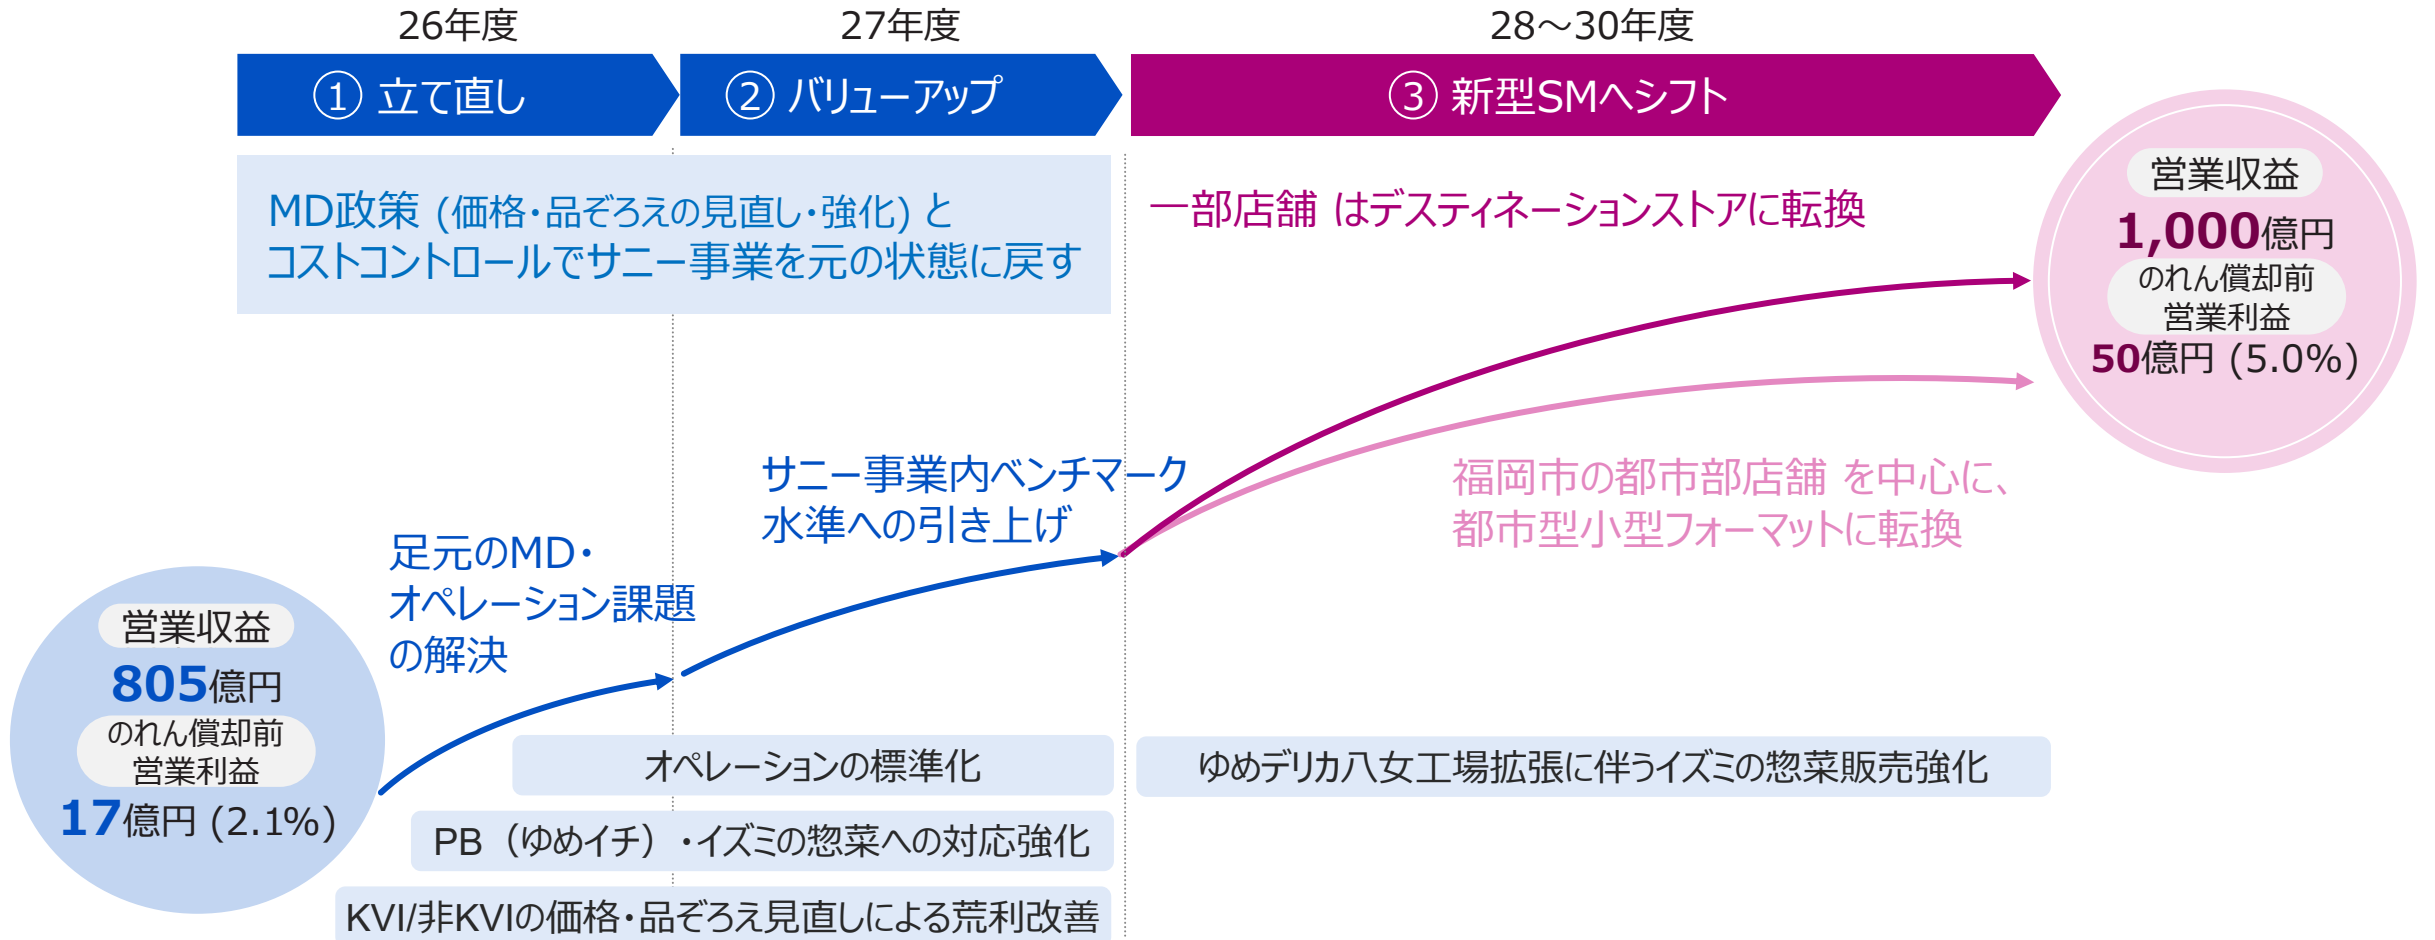 26年度
27年度
28～30年度
① 立て直し
② バリューアップ
③ 新型SMへシフト
MD政策 (価格・品ぞろえの見直し・強化) と
コストコントロールでサニー事業を元の状態に戻す
一部店舗 はデスティネーションストアに転換
営業収益
1,000億円
のれん償却前
営業利益
50億円 (5.0%)
サニー事業内ベンチマーク
水準への引き上げ
福岡市の都市部店舗 を中心に、
都市型小型フォーマットに転換
足元のMD・
オペレーション課題
の解決
営業収益
805億円
のれん償却前
営業利益
17億円 (2.1%)
オペレーションの標準化
ゆめデリカ八女工場拡張に伴うイズミの惣菜販売強化
PB（ゆめイチ）・イズミの惣菜への対応強化
KVI/非KVIの価格・品ぞろえ見直しによる荒利改善